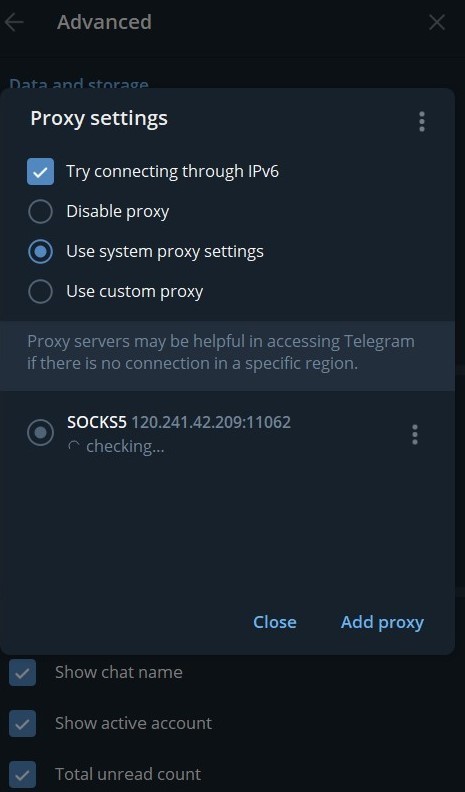 Advanced
Data and storage
Proxy settings
Try connecting through IPv6
Disable proxy
Use system proxy settings
Use custom proxy
Proxy servers may be helpful in accessing Telegram
if there is no connection in a specific region.
SOCKS5 120.241.42.209:11062
checking...
Close Add proxy
Show chat name
Show active account
Total unread count